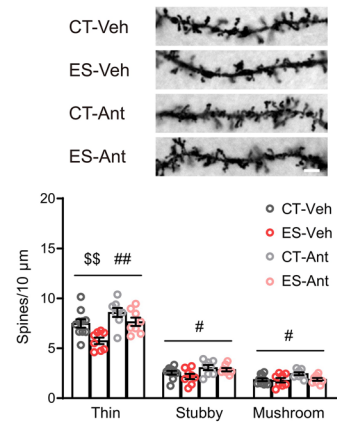 CT-Veh
ES-Veh
CT-Ant
ES-Ant
20
15
10
5
0
Spines/10 μm
CT-Veh
ES-Veh
CT-Ant
ES-Ant
$$ ##
#
#
Thin Stubby Mushroom